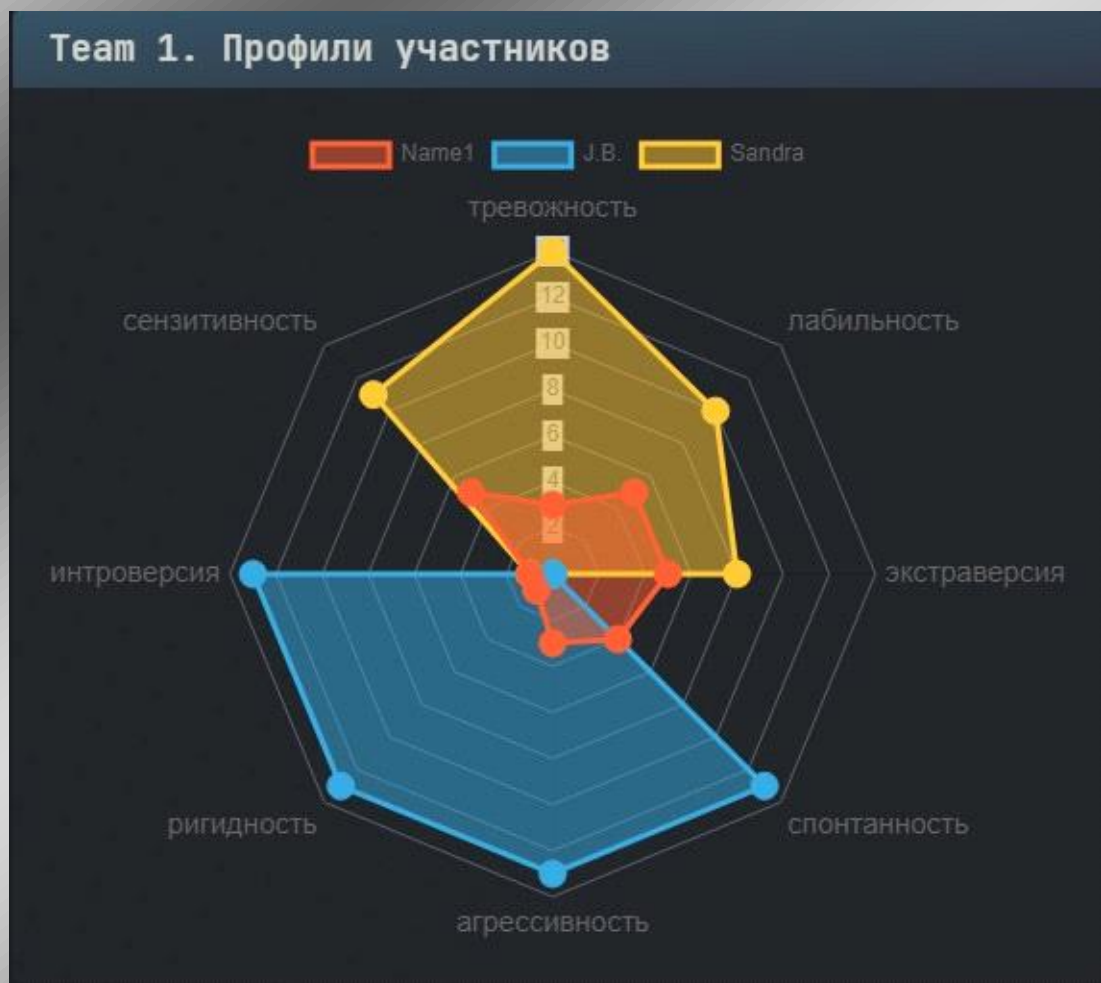 Team 1. Профили участников
Name1 J.B. Sandra
тревожность
сензитивность
лабильность
12
10
8
6
4
2
интроверсия
экстраверсия
ригидность
спонтанность
агрессивность